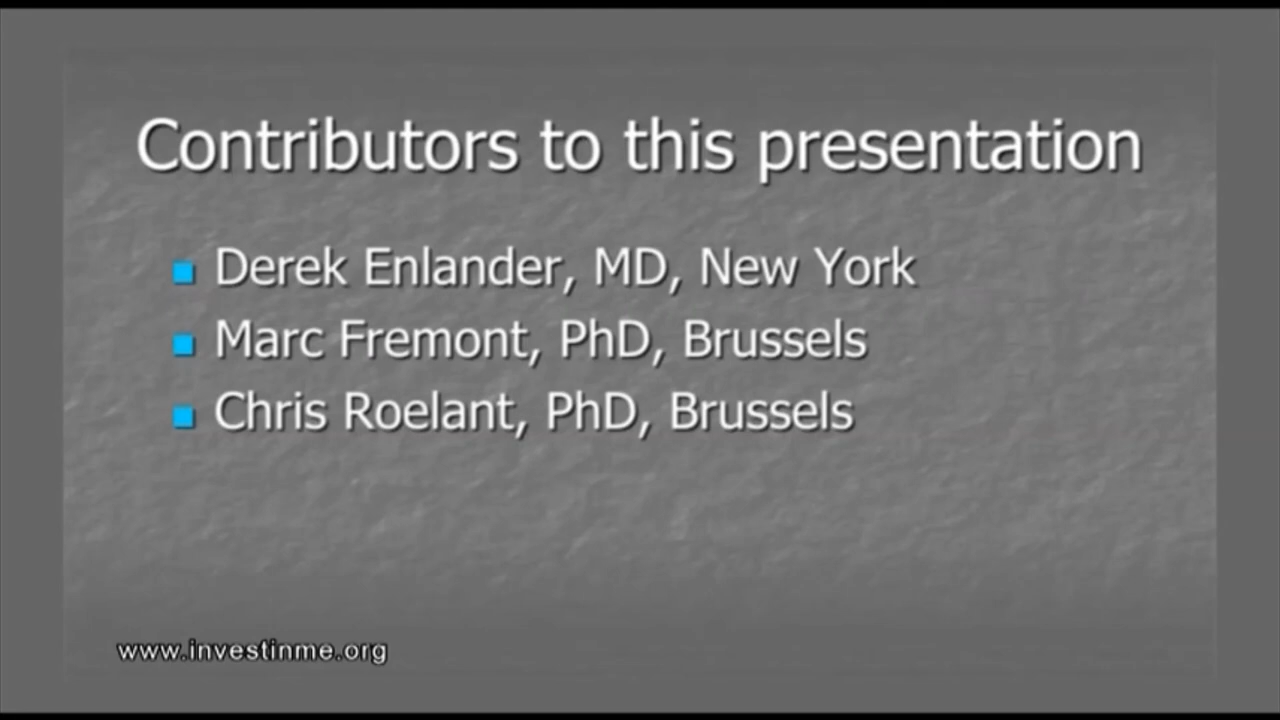 Contributors to this presentation
Derek Enlander, MD, New York
Marc Fremont, PhD, Brussels
Chris Roelant, PhD, Brussels
www.investinme.org